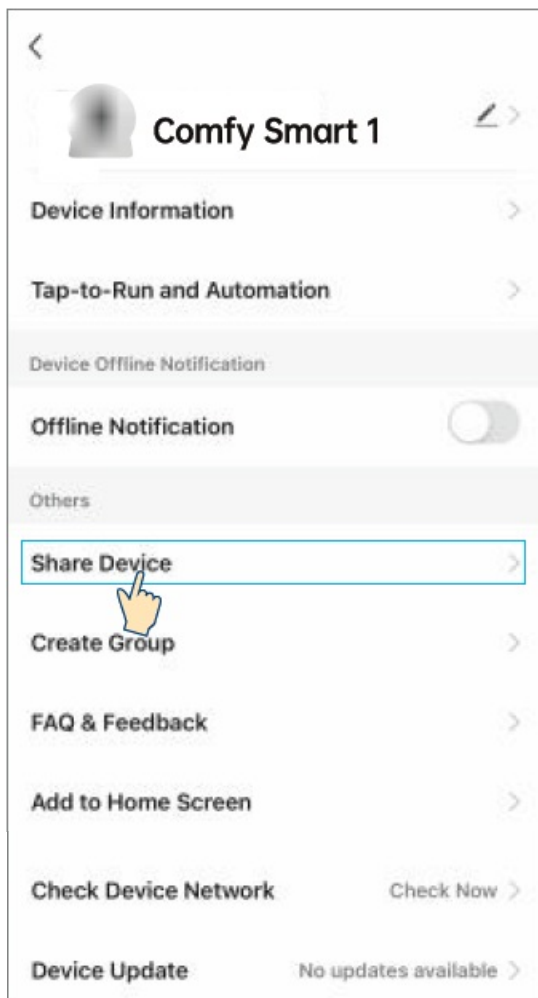 Comfy Smart 1
Device Information
Tap-to-Run and Automation
Device Offline Notification
Offline Notification
Others
Share Device
Create Group
FAQ & Feedback
Add to Home Screen
Check Device Network Check Now
Device Update No updates available